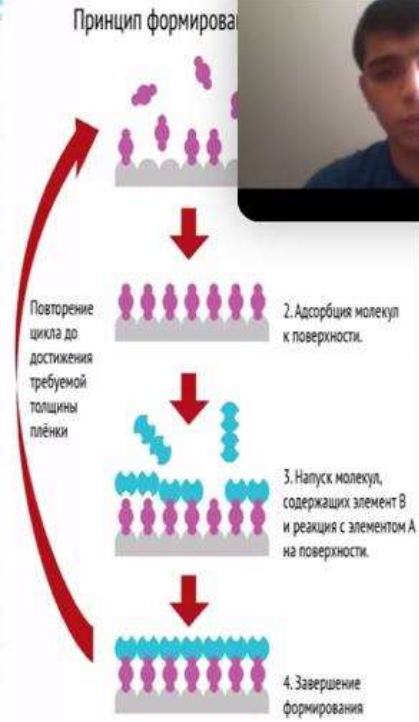 Принцип формирова
Повторение
цикла до
достижения
требуемой
толщины
плёнки
2. Адсорбция молекул
к поверхности.
3. Напуск молекул,
содержащих элемент В
и реакция с элементом А
на поверхности.
4. Завершение
формирования